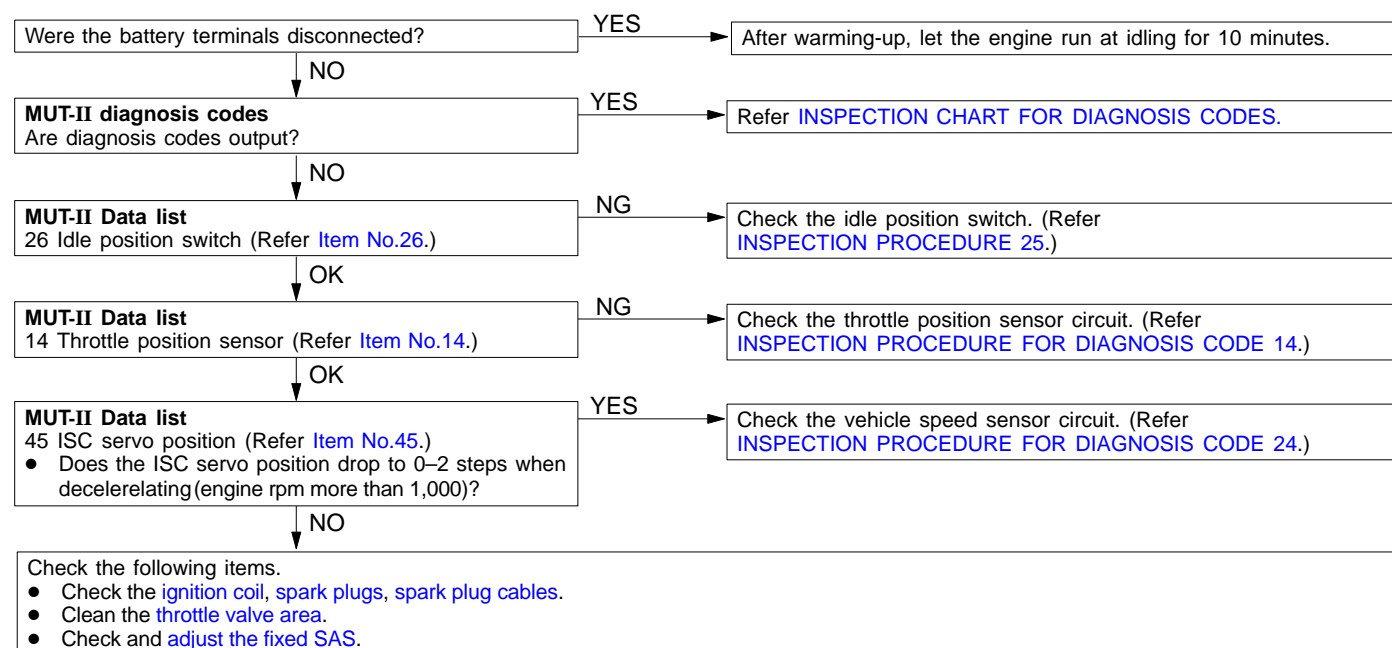 Were the battery terminals disconnected?
YES
After warming-up, let the engine run at idling for 10 minutes.
NO
MUT-II diagnosis codes
Are diagnosis codes output?
YES
Refer INSPECTION CHART FOR DIAGNOSIS CODES.
NO
MUT-II Data list
26 Idle position switch (Refer Item No.26.)
NG
Check the idle position switch. (Refer
INSPECTION PROCEDURE 25.)
OK
MUT-II Data list
14 Throttle position sensor (Refer Item No.14.)
NG
Check the throttle position sensor circuit. (Refer
INSPECTION PROCEDURE FOR DIAGNOSIS CODE 14.)
OK
MUT-II Data list
45 ISC servo position (Refer Item No.45.)
● Does the ISC servo position drop to 0–2 steps when
decelerelating (engine rpm more than 1,000)?
YES
Check the vehicle speed sensor circuit. (Refer
INSPECTION PROCEDURE FOR DIAGNOSIS CODE 24.)
NO
Check the following items.
● Check the ignition coil, spark plugs, spark plug cables.
● Clean the throttle valve area.
● Check and adjust the fixed SAS.